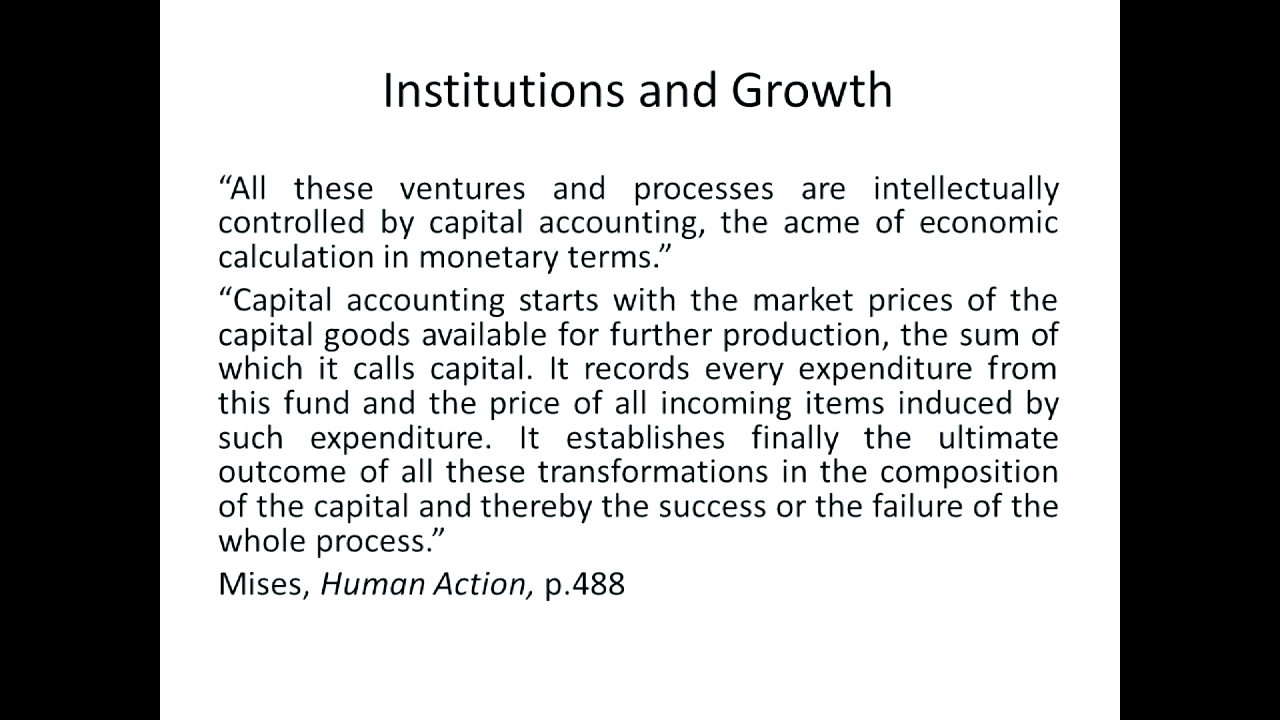 Institutions and Growth
“All these ventures and processes are intellectually
controlled by capital accounting, the acme of economic
calculation in monetary terms.”
“Capital accounting starts with the market prices of the
capital goods available for further production, the sum of
which it calls capital. It records every expenditure from
this fund and the price of all incoming items induced by
such expenditure. It establishes finally the ultimate
outcome of all these transformations in the composition
of the capital and thereby the success or the failure of the
whole process.”
Mises, Human Action, p.488